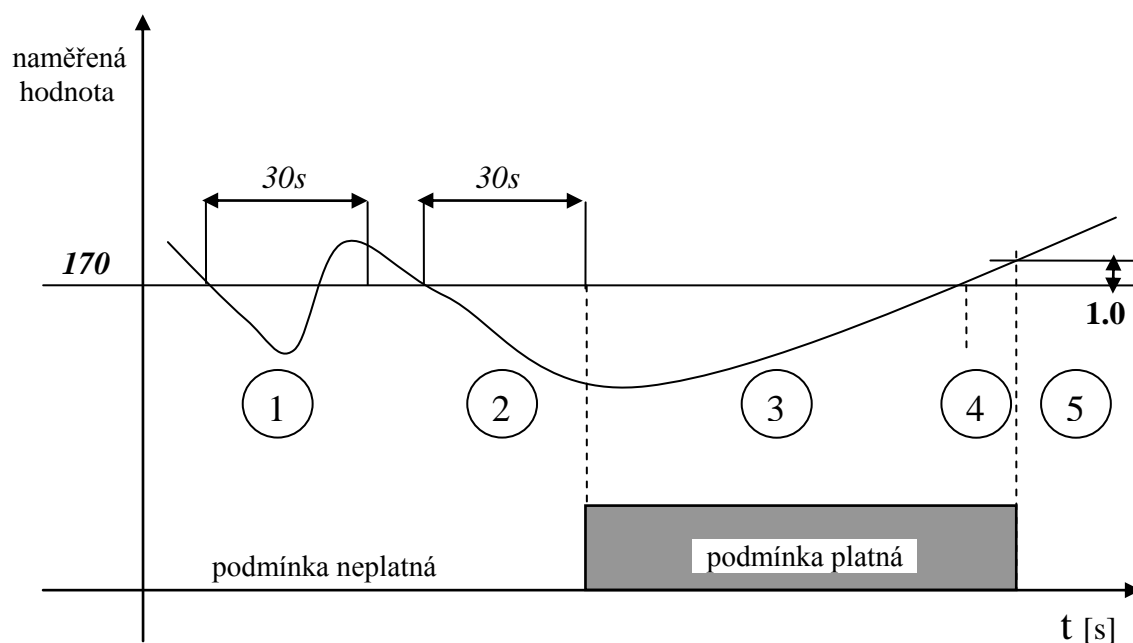 naměřená
hodnota
30s
30s
170
1.0
1
2
3
4
5
podmínka neplatná
podmínka platná
t [s]